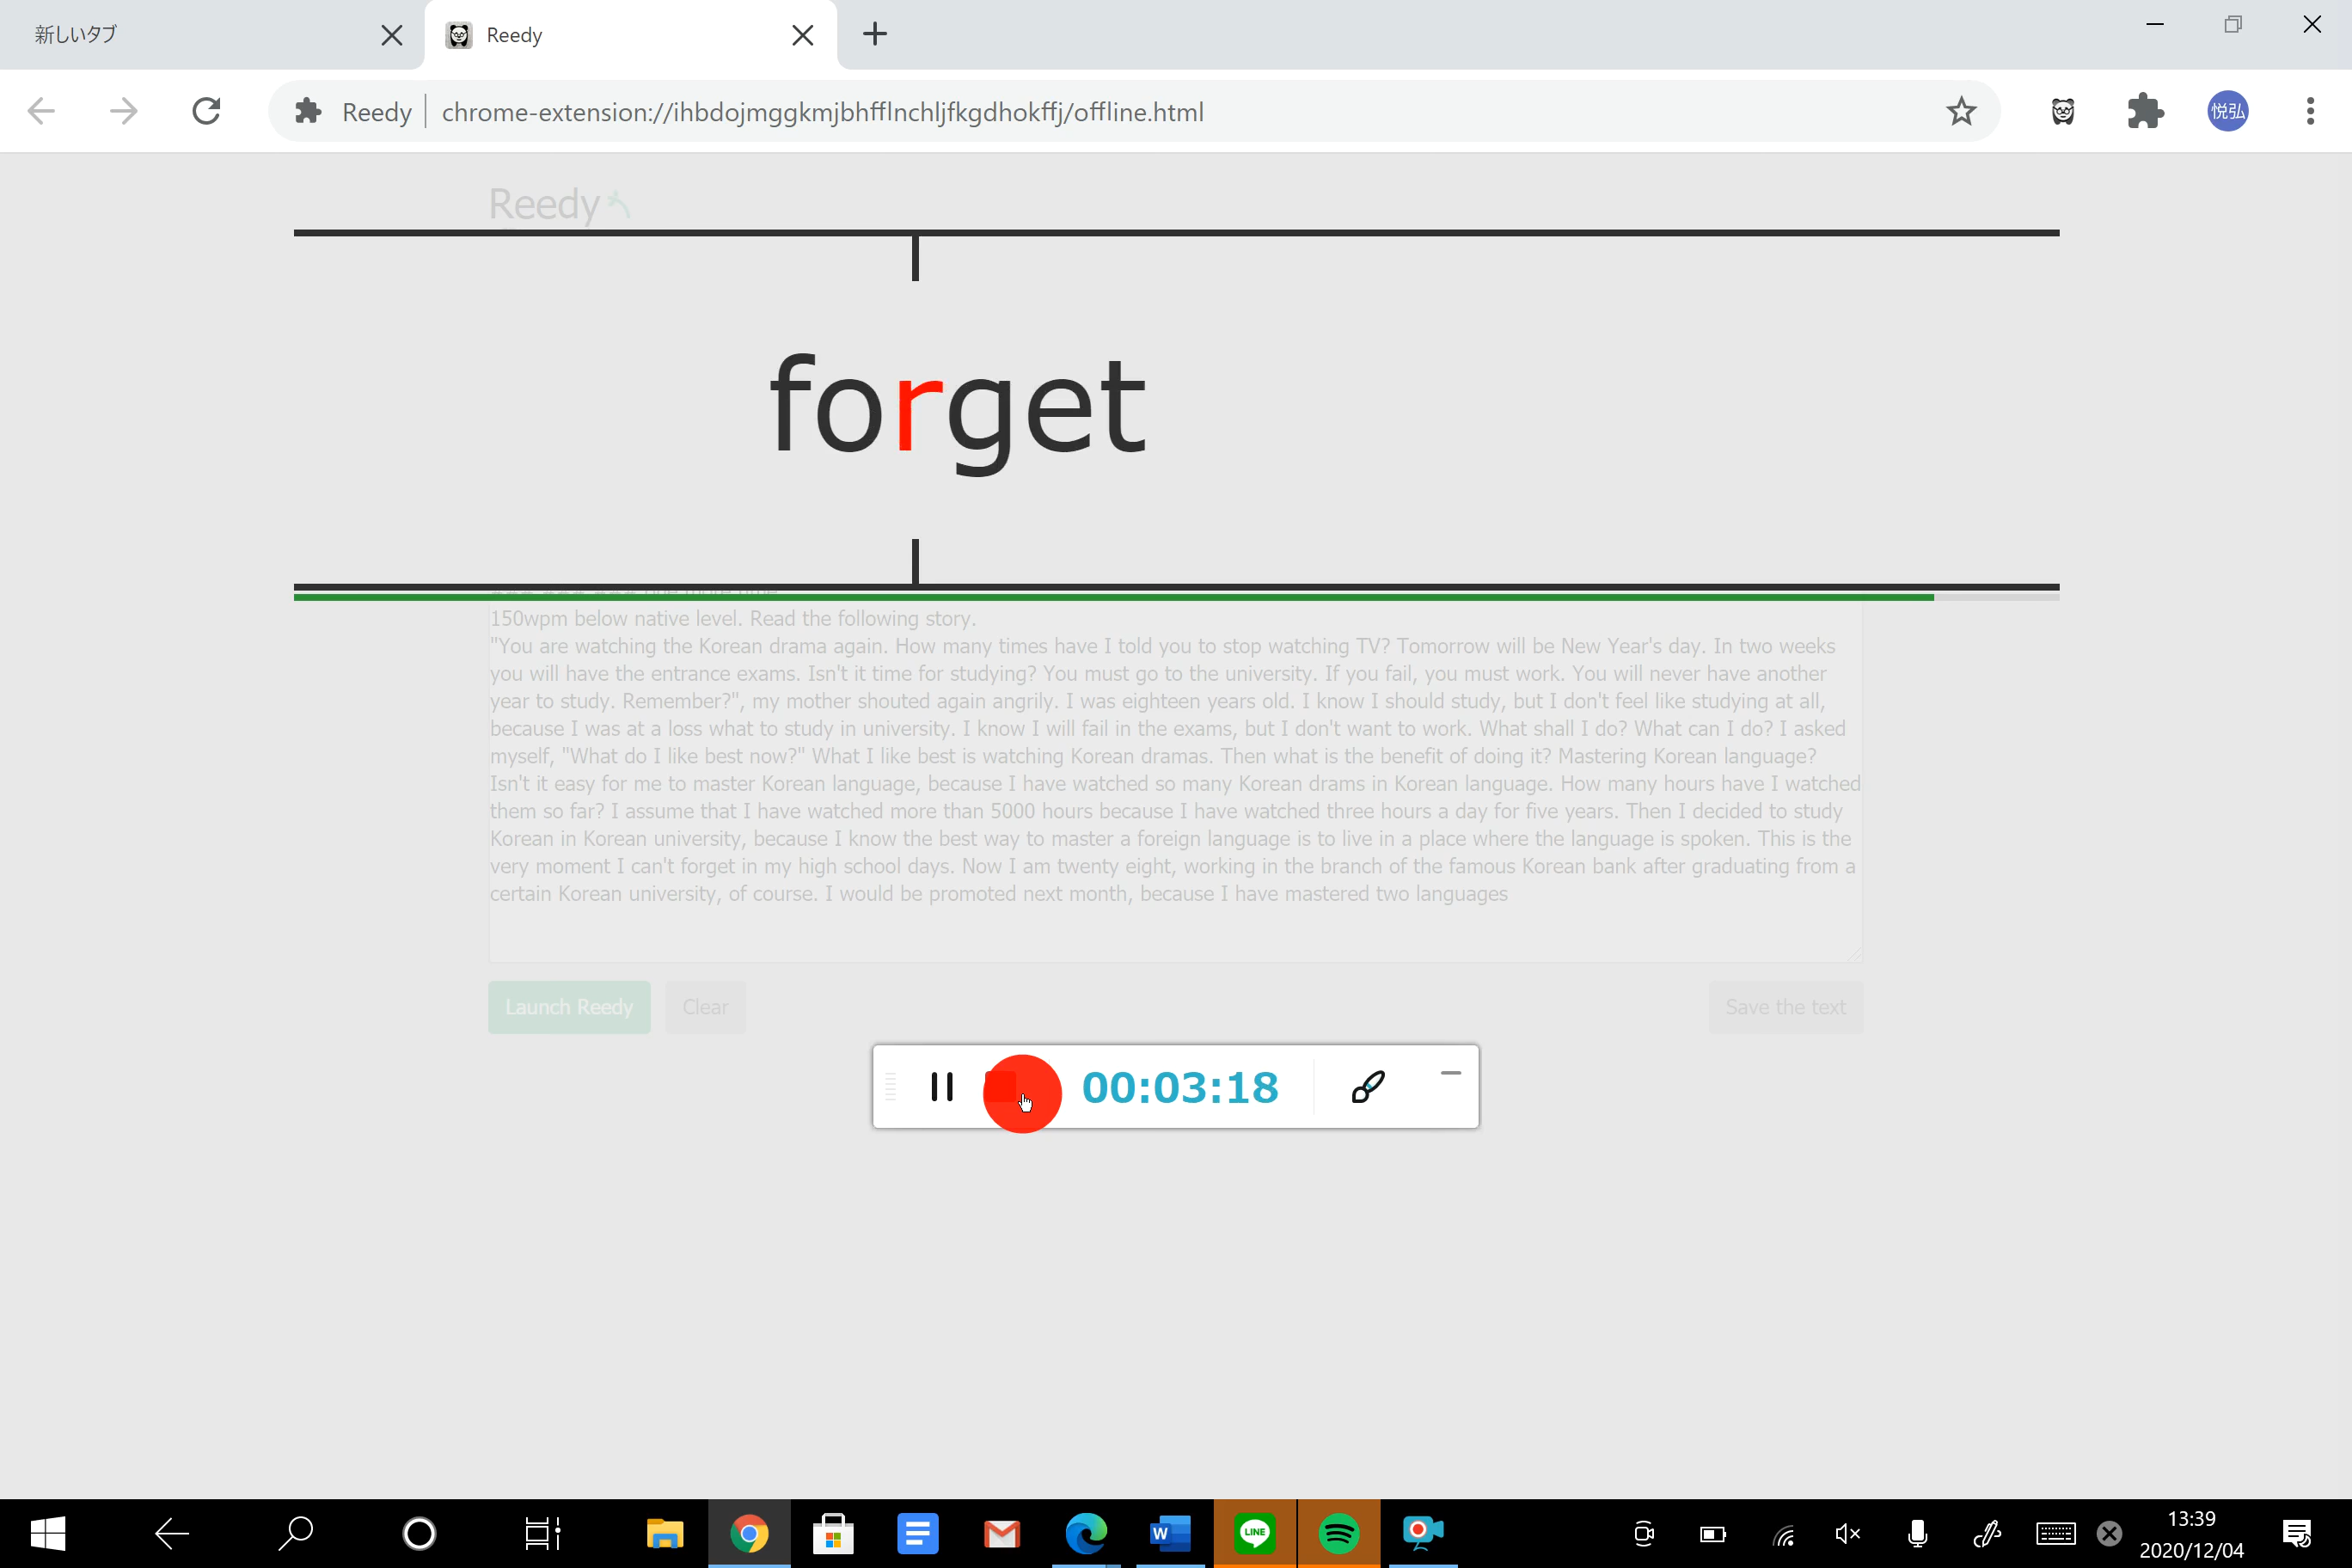 新しいタブ
Reedy
Reedy
chrome-extension://ihbdojmggkmjbhfflnchljfkgdhokffj/offline.html
悦弘
Reedy
forget
one more time
150wpm below native level. Read the following story.
"You are watching the Korean drama again. How many times have I told you to stop watching TV? Tomorrow will be New Year's day. In two weeks
you will have the entrance exams. Isn't it time for studying? You must go to the university. If you fail, you must work. You will never have another
year to study. Remember?", my mother shouted again angrily. I was eighteen years old. I know I should study, but I don't feel like studying at all,
because I was at a loss what to study in university. I know I will fail in the exams, but I don't want to work. What shall I do? What can I do? I asked
myself, "What do I like best now?" What I like best is watching Korean dramas. Then what is the benefit of doing it? Mastering Korean language?
Isn't it easy for me to master Korean language, because I have watched so many Korean drams in Korean language. How many hours have I watched
them so far? I assume that I have watched more than 5000 hours because I have watched three hours a day for five years. Then I decided to study
Korean in Korean university, because I know the best way to master a foreign language is to live in a place where the language is spoken. This is the
very moment I can't forget in my high school days. Now I am twenty eight, working in the branch of the famous Korean bank after graduating from a
certain Korean university, of course. I would be promoted next month, because I have mastered two languages
Launch Reedy
Clear
Save the text
00:03:18
W
LINE
13:39
2020/12/04